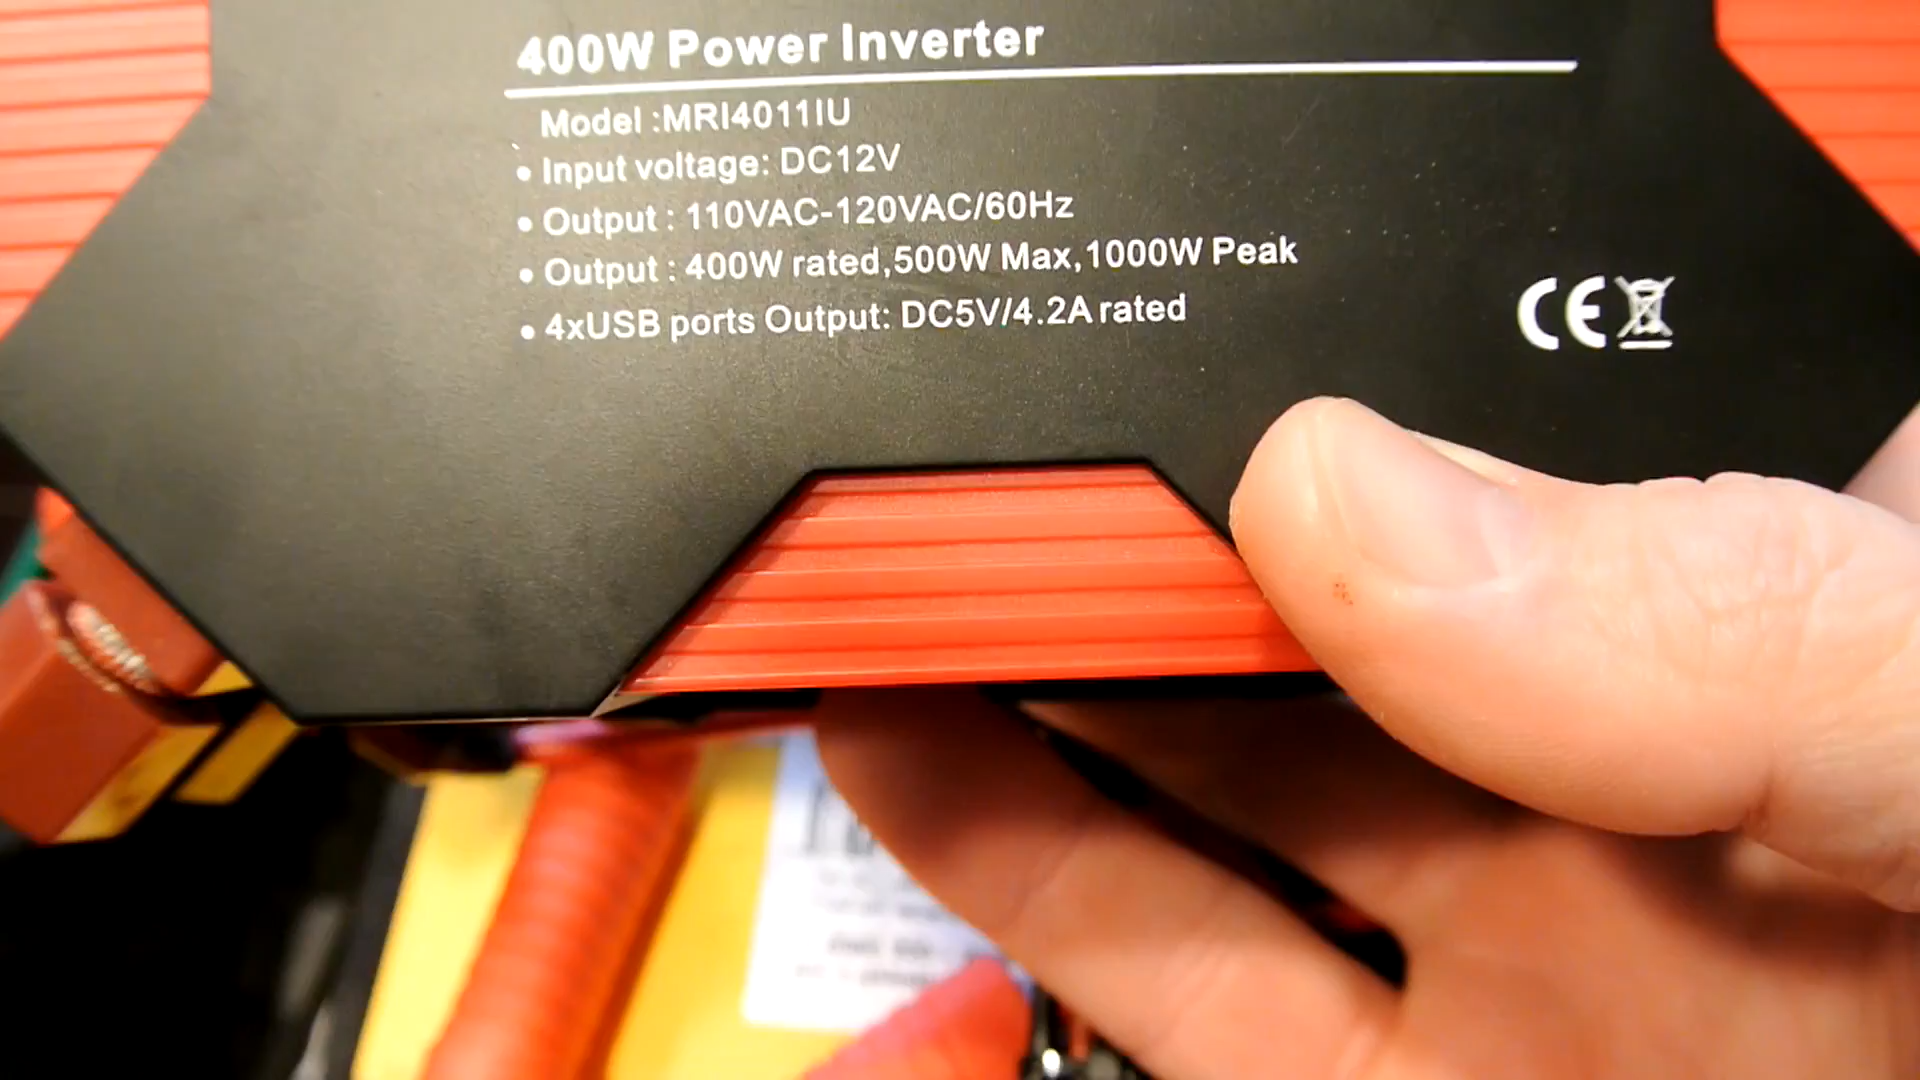 400W Power Inverter
Model :MRI4011IU
• Input voltage: DC12V
• Output : 110VAC-120VAC/60Hz
• Output : 400W rated,500W Max,1000W Peak
• 4xUSB ports Output: DC5V/4.2A rated
CE